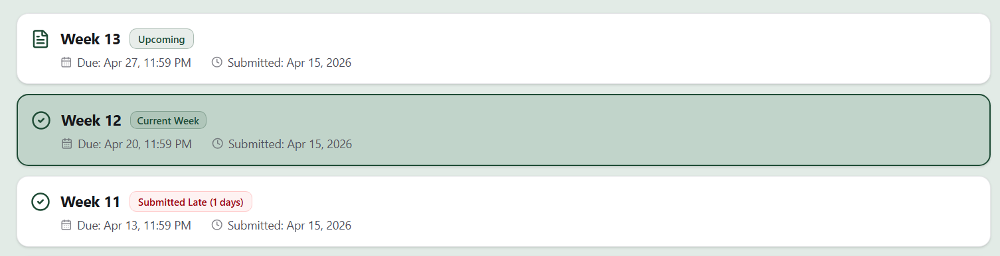 Week 13 Upcoming
Due: Apr 27, 11:59 PM Submitted: Apr 15, 2026
Week 12 Current Week
Due: Apr 20, 11:59 PM Submitted: Apr 15, 2026
Week 11 Submitted Late (1 days)
Due: Apr 13, 11:59 PM Submitted: Apr 15, 2026